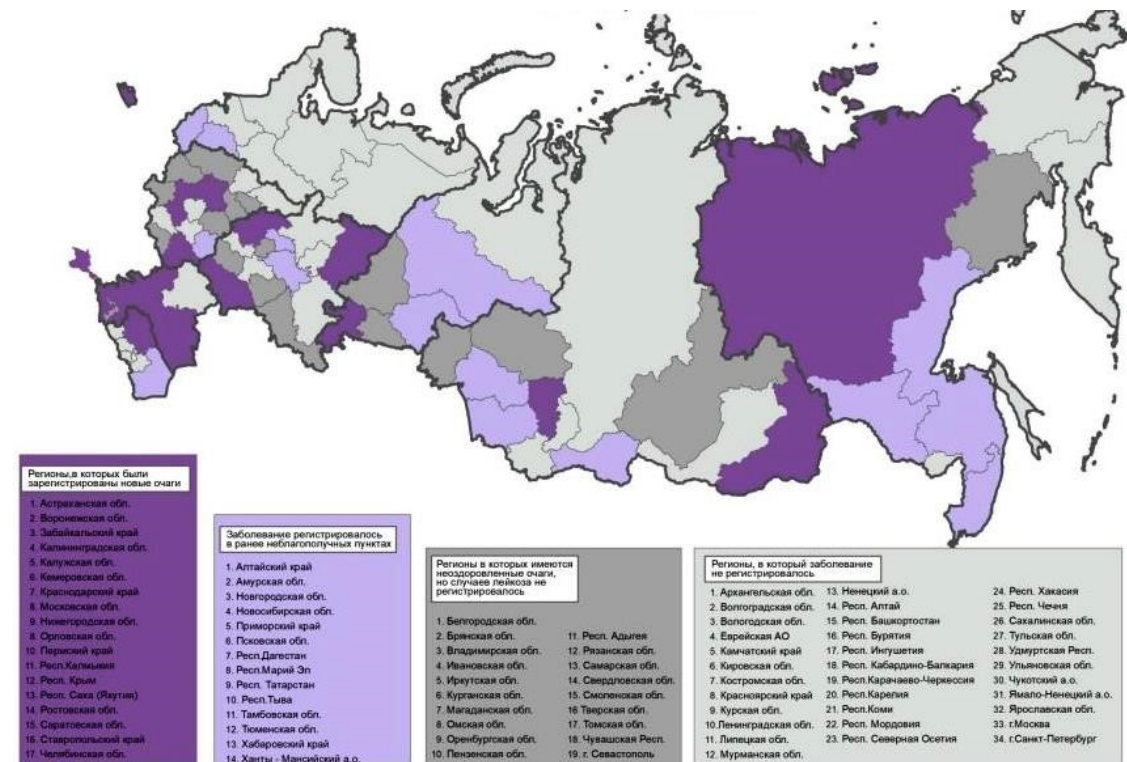 Регионы,в которых были
зарегистрированы новые очаги
1. Астраханская обл.
2. Воронежская обл.
3. Забайкальский край
4. Калининградская обл.
5. Калужская обл.
6. Кемеровская обл.
7. Краснодарский край
8. Московская обл.
9. Нижегородская обл.
8. Орловская обл.
10. Пермский край
11. Респ.Калмыкия
12. Респ. Крым
13. Респ. Саха (Якутия)
14. Ростовская обл.
15. Саратовская обл.
16. Ставропольский край
17. Челябинская обл.
Заболевание регистрировалось
в ранее неблагополучных пунктах
1. Алтайский край
2. Амурская обл.
3. Новгородская обл.
4. Новосибирская обл.
5. Приморский край
6. Псковская обл.
7. Респ.Дагестан
8. Респ.Марий Эл
9. Респ. Татарстан
10. Респ.Тыва
11. Тамбовская обл.
12. Тюменская обл.
13. Хабаровский край
14. Ханты - Мансийский а.о.
Регионы в которых имеются
неоздоровленные очаги,
но случаев лейкоза не
регистрировалось
1. Белгородская обл.
2. Брянская обл.
3. Владимирская обл.
4. Ивановская обл.
5. Иркутская обл.
6. Курганская обл.
7. Магаданская обл.
8. Омская обл.
9. Оренбургская обл.
10. Пензенская обл.
11. Респ. Адыгея
12. Рязанская обл.
13. Самарская обл.
14. Свердловская обл.
15. Смоленская обл.
16. Тверская обл.
17. Томская обл.
18. Чувашская Респ.
19. г. Севастополь
Регионы, в который заболевание
не регистрировалось
1. Архангельская обл.
2. Волгоградская обл.
3. Вологодская обл.
4. Еврейская АО
5. Камчатский край
6. Кировская обл.
7. Костромская обл.
8. Красноярский край
9. Курская обл.
10.Ленинградская обл.
11. Липецкая обл.
12. Мурманская обл.
13. Ненецкий а.о.
14. Респ. Алтай
15. Респ. Башкортостан
16. Респ. Бурятия
17. Респ. Ингушетия
18. Респ. Кабардино-Балкария
19. Респ.Карачаево-Черкессия
20. Респ.Карелия
21. Респ.Коми
22. Респ. Мордовия
23. Респ. Северная Осетия
24. Респ. Хакасия
25. Респ. Чечня
26. Сахалинская обл.
27. Тульская обл.
28. Удмуртская Респ.
29. Ульяновская обл.
30. Чукотский а.о.
31. Ямало-Ненецкий а.о.
32. Ярославская обл.
33. г.Москва
34. г.Санкт-Петербург